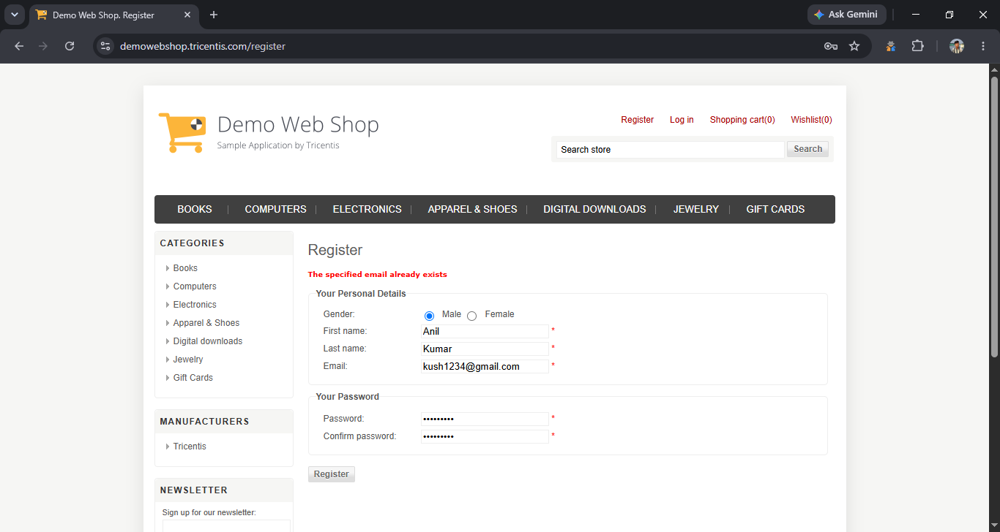 Demo Web Shop. Register
Ask Gemini
demowebshop.tricentis.com/register
Demo Web Shop
Sample Application by Tricentis
Register Log in Shopping cart(0) Wishlist(0)
Search store Search
BOOKS COMPUTERS ELECTRONICS APPAREL & SHOES DIGITAL DOWNLOADS JEWELRY GIFT CARDS
CATEGORIES
Books
Computers
Electronics
Apparel & Shoes
Digital downloads
Jewelry
Gift Cards
MANUFACTURERS
Tricentis
NEWSLETTER
Sign up for our newsletter:
Register
The specified email already exists
Your Personal Details
Gender: Male Female
First name: Anil *
Last name: Kumar *
Email: kush1234@gmail.com *
Your Password
Password: ••••••••• *
Confirm password: ••••••••• *
Register